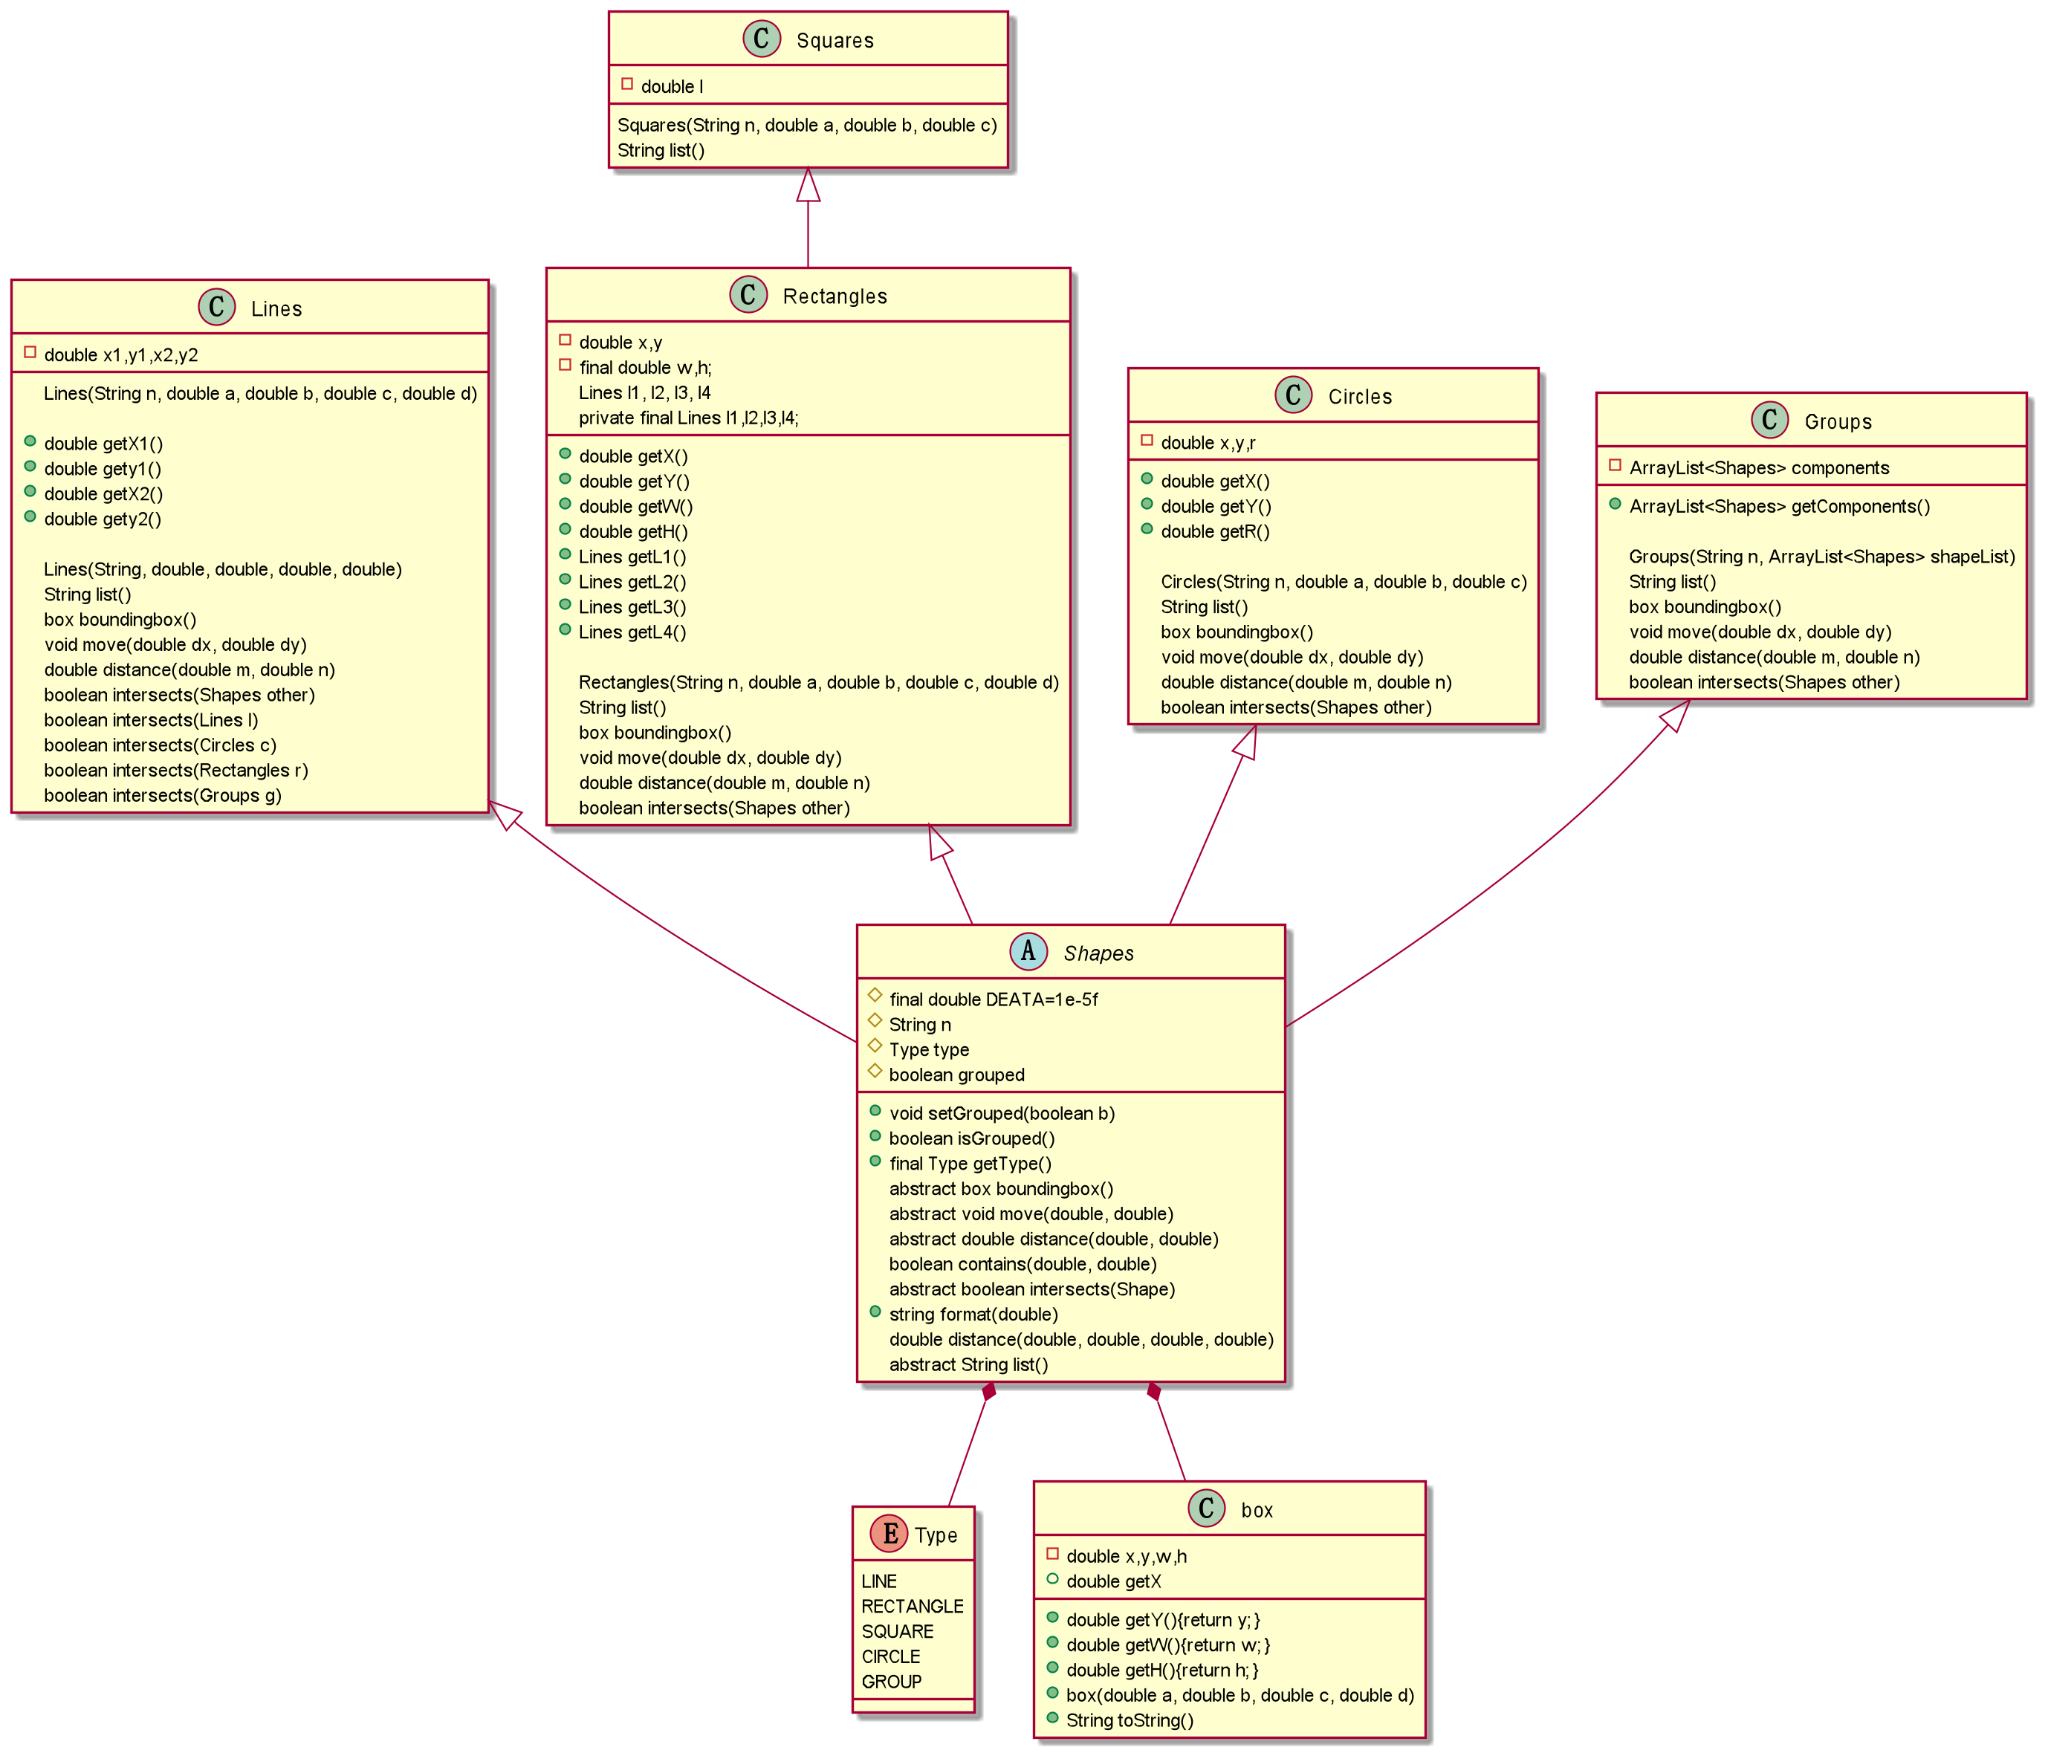 C Squares
double l
Squares(String n, double a, double b, double c)
String list()
C Lines
double x1,y1,x2,y2
Lines(String n, double a, double b, double c, double d)
double getX1()
double gety1()
double getX2()
double gety2()
Lines(String, double, double, double, double)
String list()
box boundingbox()
void move(double dx, double dy)
double distance(double m, double n)
boolean intersects(Shapes other)
boolean intersects(Lines l)
boolean intersects(Circles c)
boolean intersects(Rectangles r)
boolean intersects(Groups g)
C Rectangles
double x,y
final double w,h;
Lines l1, l2, l3, l4
private final Lines l1,l2,l3,l4;
double getX()
double getY()
double getW()
double getH()
Lines getL1()
Lines getL2()
Lines getL3()
Lines getL4()
Rectangles(String n, double a, double b, double c, double d)
String list()
box boundingbox()
void move(double dx, double dy)
double distance(double m, double n)
boolean intersects(Shapes other)
C Circles
double x,y,r
double getX()
double getY()
double getR()
Circles(String n, double a, double b, double c)
String list()
box boundingbox()
void move(double dx, double dy)
double distance(double m, double n)
boolean intersects(Shapes other)
C Groups
ArrayList<Shapes> components
ArrayList<Shapes> getComponents()
Groups(String n, ArrayList<Shapes> shapeList)
String list()
box boundingbox()
void move(double dx, double dy)
double distance(double m, double n)
boolean intersects(Shapes other)
A Shapes
final double DEATA=1e-5f
String n
Type type
boolean grouped
void setGrouped(boolean b)
boolean isGrouped()
final Type getType()
abstract box boundingbox()
abstract void move(double, double)
abstract double distance(double, double)
boolean contains(double, double)
abstract boolean intersects(Shape)
string format(double)
double distance(double, double, double, double)
abstract String list()
E Type
LINE
RECTANGLE
SQUARE
CIRCLE
GROUP
C box
double x,y,w,h
double getX
double getY(){return y;}
double getW(){return w;}
double getH(){return h;}
box(double a, double b, double c, double d)
String toString()